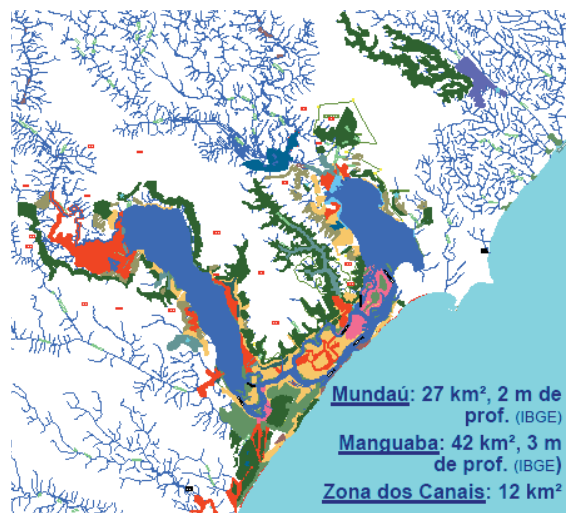 Mundaú: 27 km², 2 m de
prof. (IBGE)
Manguaba: 42 km², 3 m
de prof. (IBGE)
Zona dos Canais: 12 km²